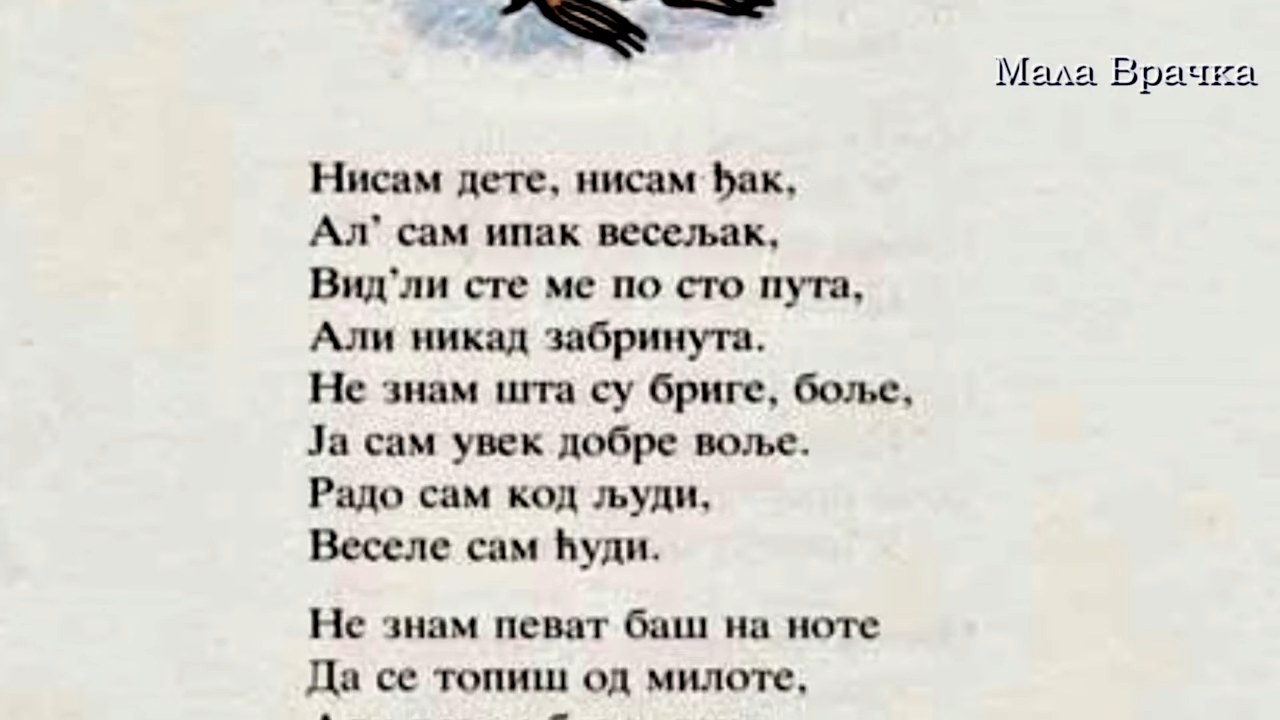 Мала Врачка
Нисам дете, нисам ђак,
Ал’ сам ипак весељак,
Вид’ли сте ме по сто пута,
Али никад забринута.
Не знам шта су бриге, боље,
Ја сам увек добре воље.
Радо сам код људи,
Веселе сам ћуди.
Не знам певат баш на ноте
Да се топиш од милоте,